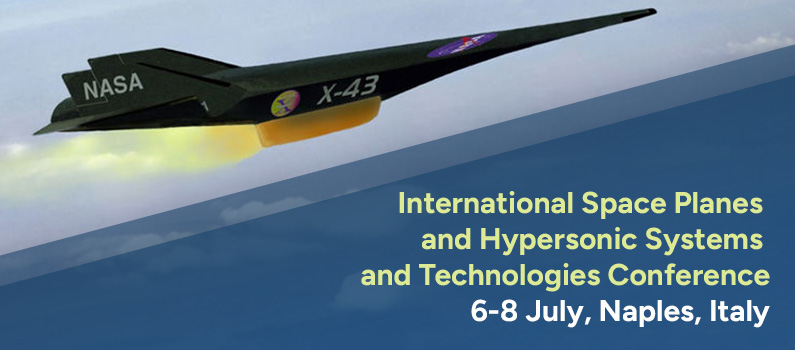 NASA
X-43
International Space Planes
and Hypersonic Systems
and Technologies Conference
6-8 July, Naples, Italy